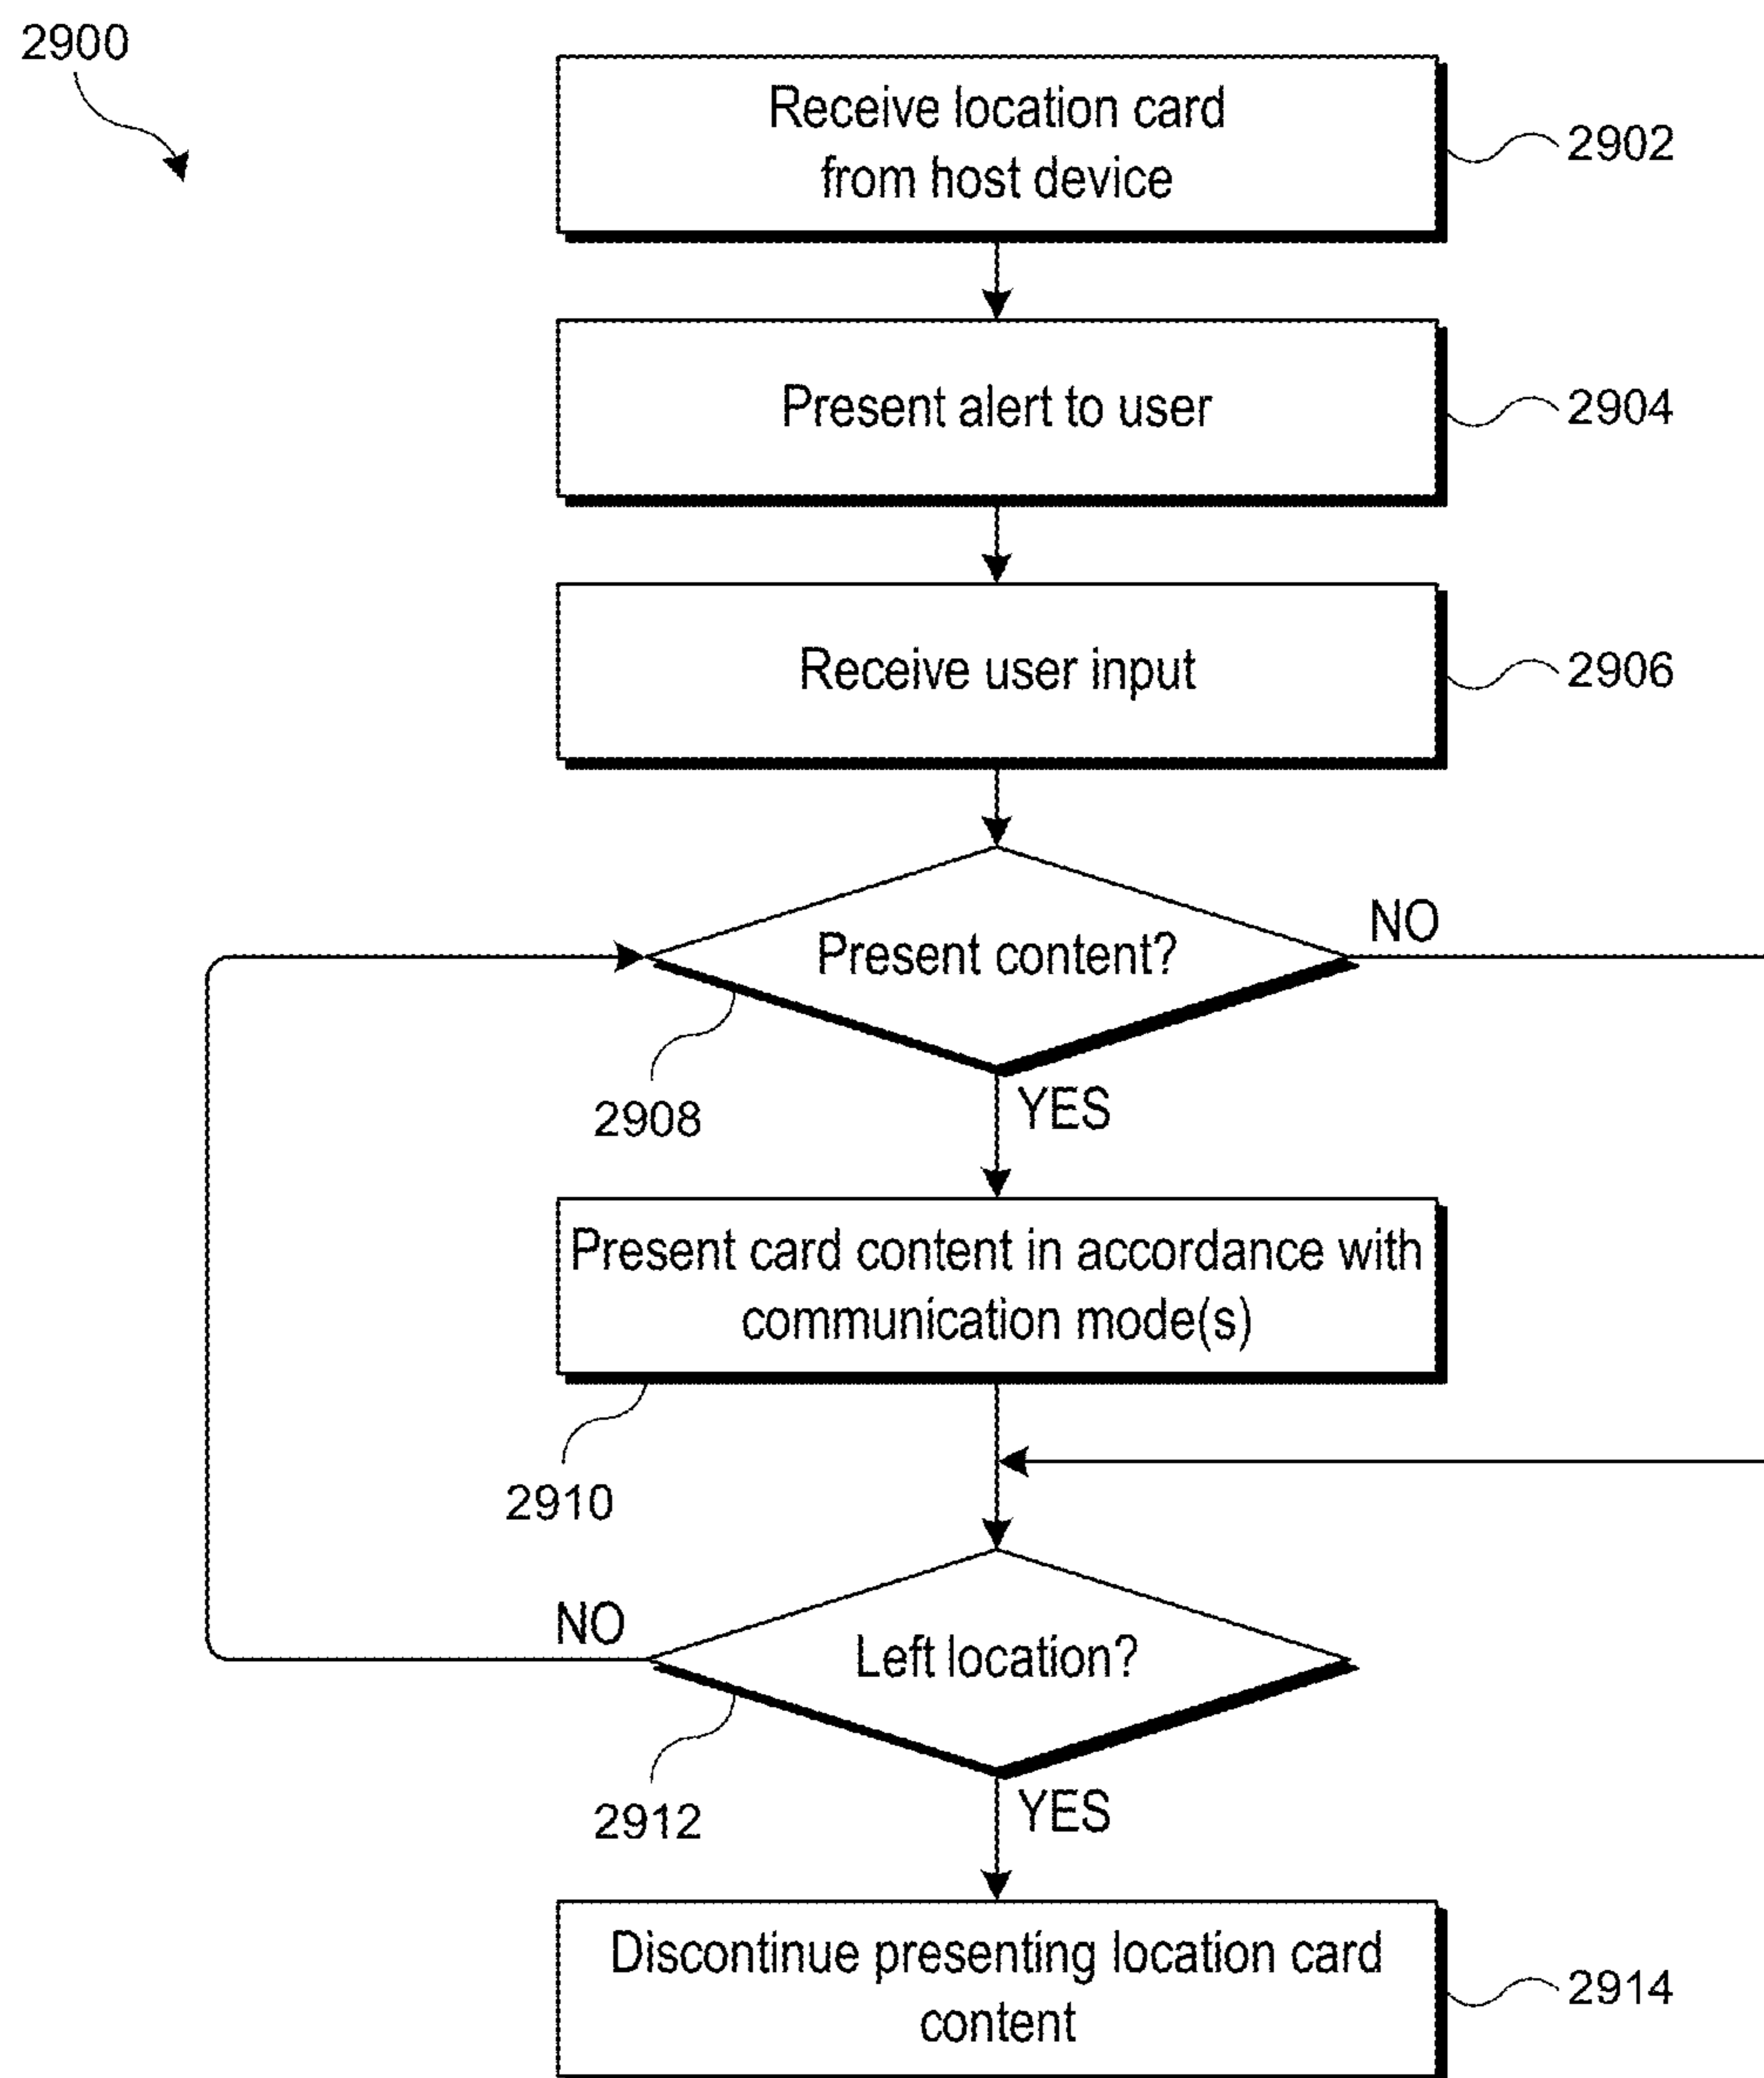 2900
Receive location card
from host device
2902
Present alert to user
2904
Receive user input
2906
Present content?
NO
2908
YES
Present card content in accordance with
communication mode(s)
2910
NO
Left location?
2912
YES
Discontinue presenting location card
content
2914